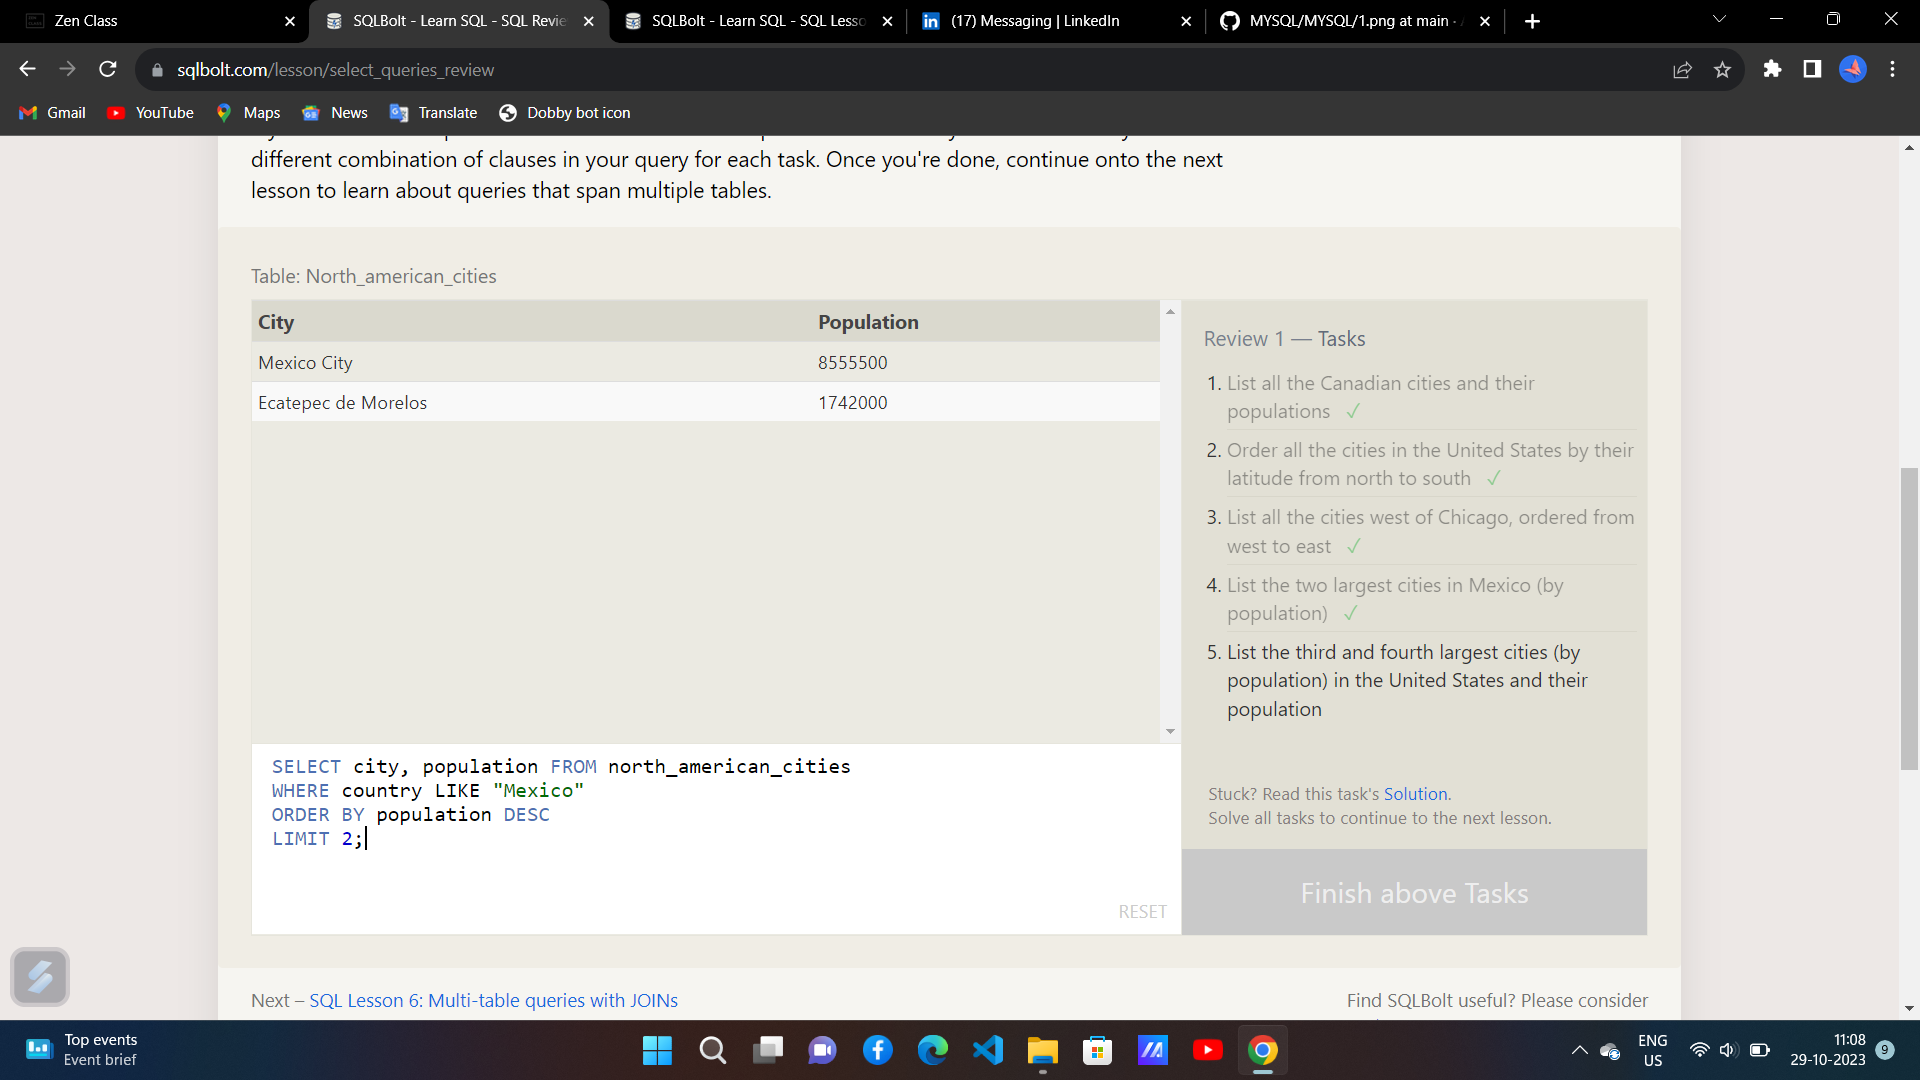 Zen Class
SQLBolt - Learn SQL - SQL Revie
SQLBolt - Learn SQL - SQL Lesso
(17) Messaging | LinkedIn
MYSQL/MYSQL/1.png at main ·
sqlbolt.com/lesson/select_queries_review
Gmail
YouTube
Maps
News
Translate
Dobby bot icon
different combination of clauses in your query for each task. Once you're done, continue onto the next
lesson to learn about queries that span multiple tables.
Table: North_american_cities
City Population
Mexico City 8555500
Ecatepec de Morelos 1742000
SELECT city, population FROM north_american_cities
WHERE country LIKE "Mexico"
ORDER BY population DESC
LIMIT 2;
RESET
Review 1 — Tasks
1. List all the Canadian cities and their
populations ✓
2. Order all the cities in the United States by their
latitude from north to south ✓
3. List all the cities west of Chicago, ordered from
west to east ✓
4. List the two largest cities in Mexico (by
population) ✓
5. List the third and fourth largest cities (by
population) in the United States and their
population
Stuck? Read this task's Solution.
Solve all tasks to continue to the next lesson.
Finish above Tasks
Next – SQL Lesson 6: Multi-table queries with JOINs
Find SQLBolt useful? Please consider
Top events
Event brief
ENG
US
11:08
29-10-2023
9